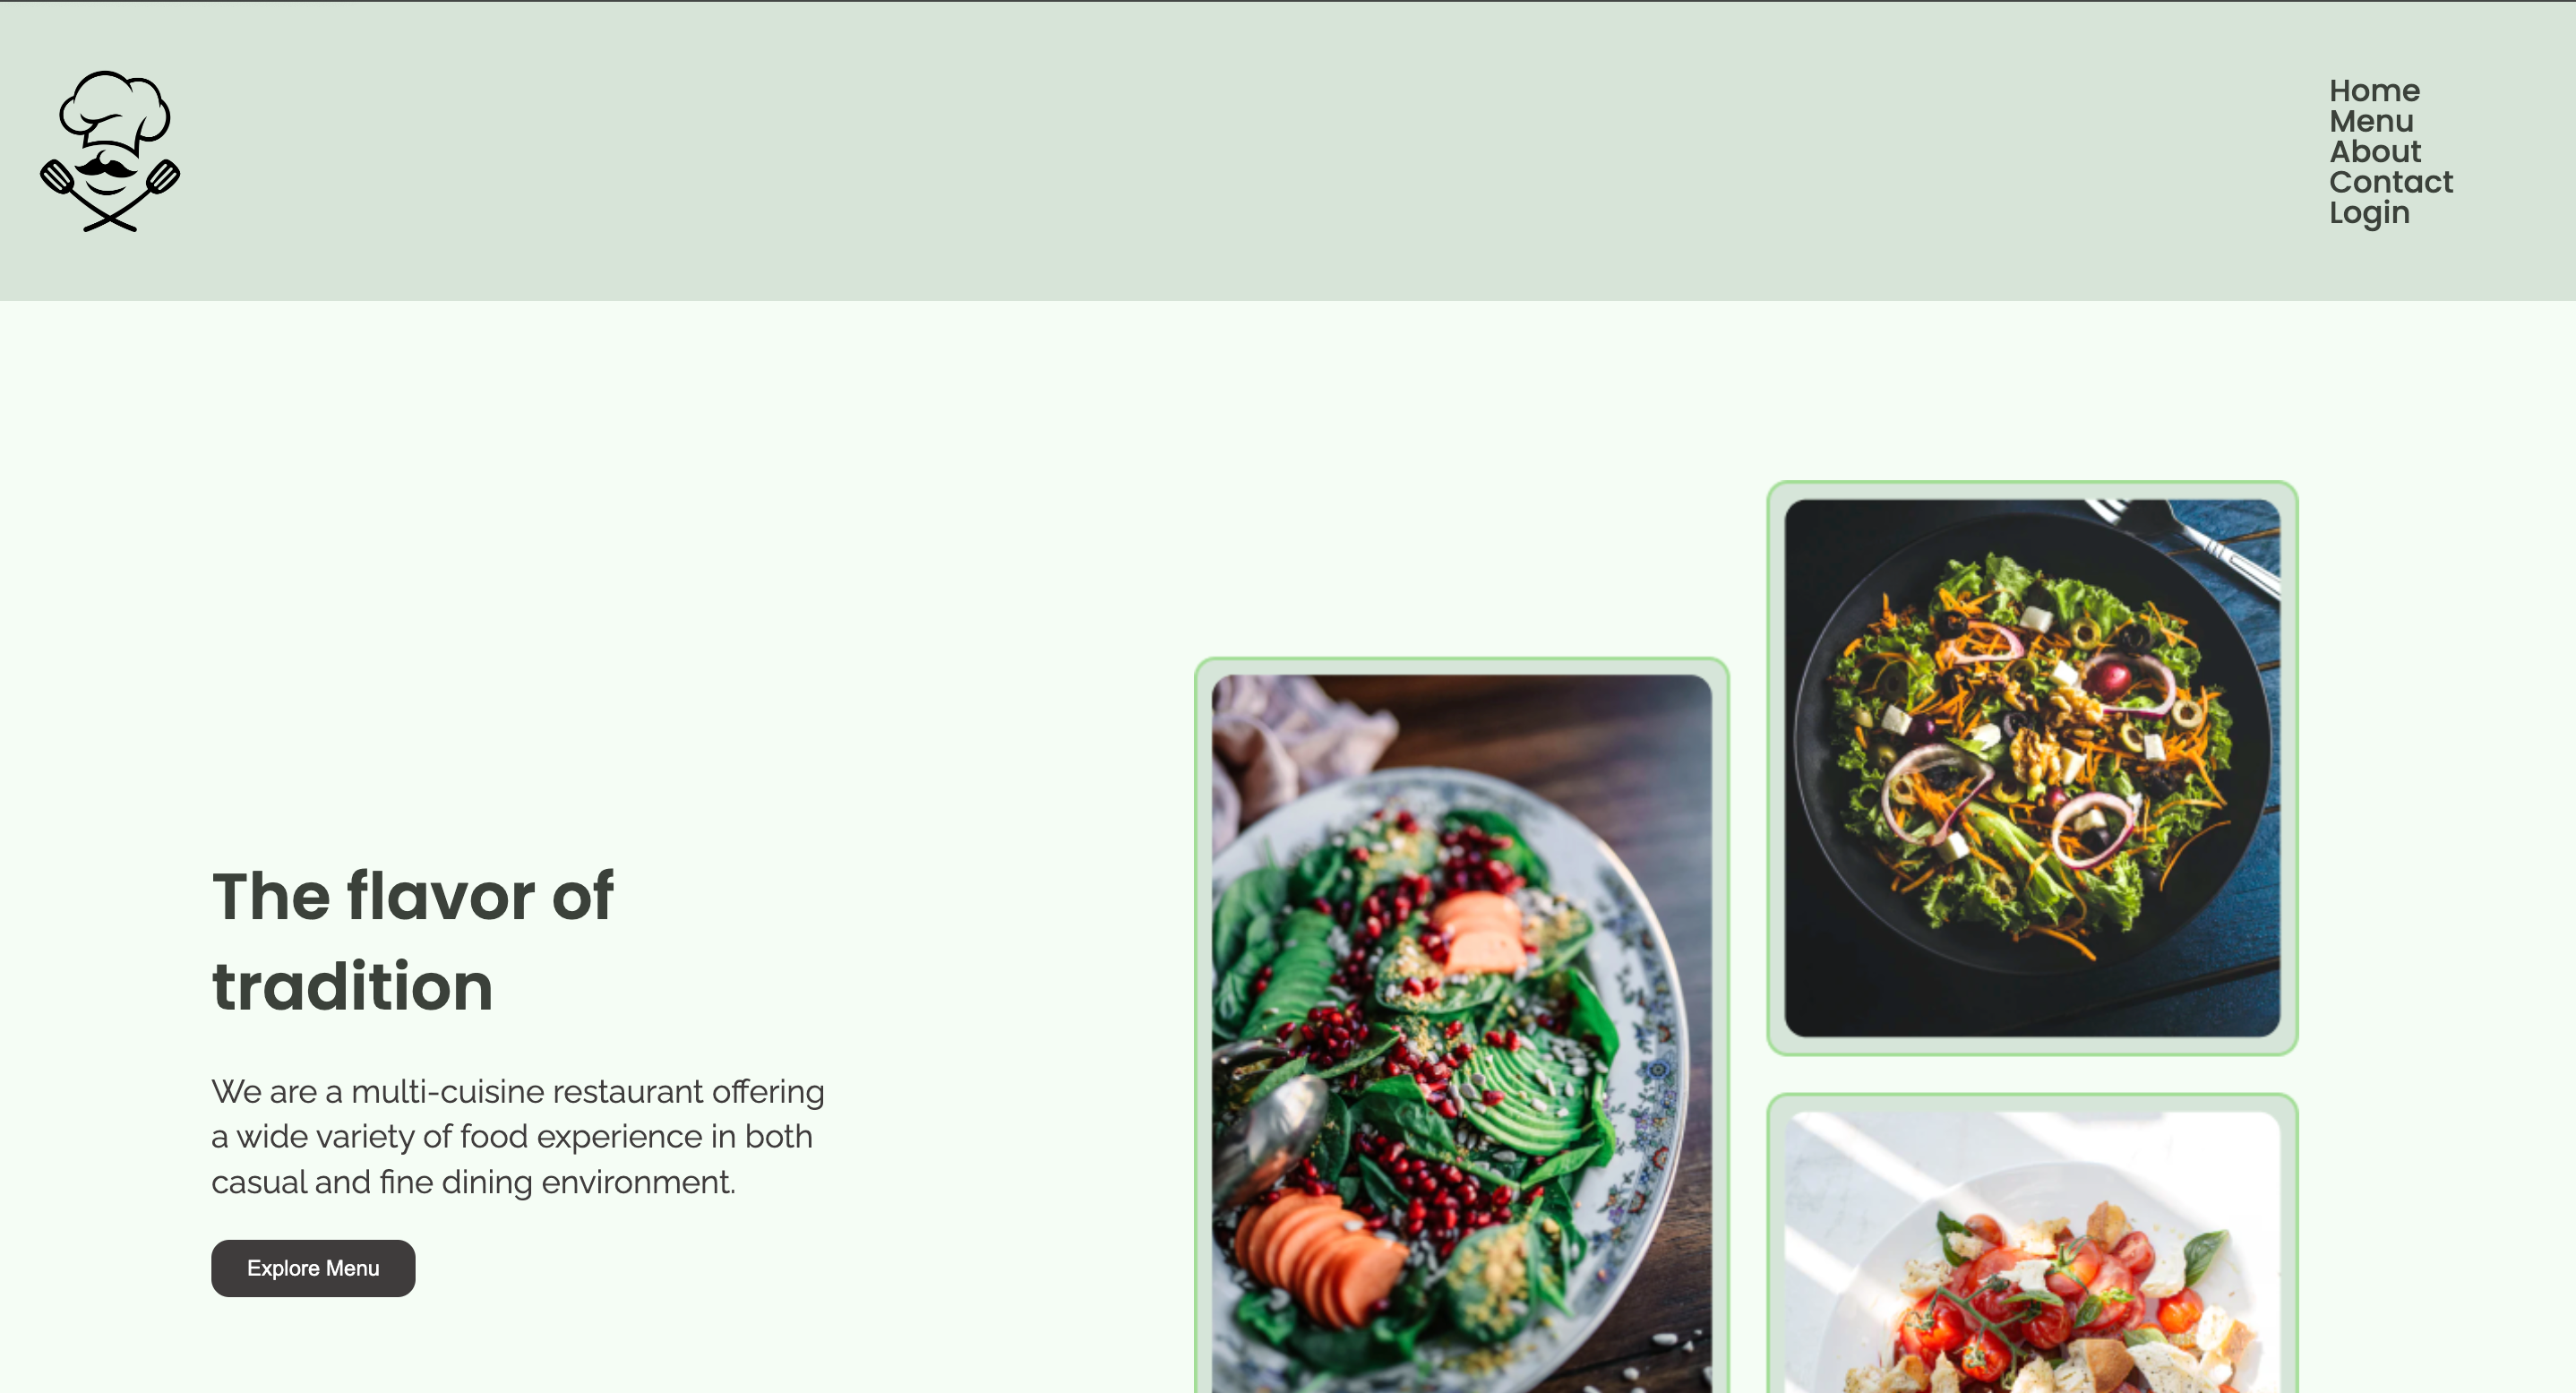 Home
Menu
About
Contact
Login
The flavor of
tradition
We are a multi-cuisine restaurant offering
a wide variety of food experience in both
casual and fine dining environment.
Explore Menu